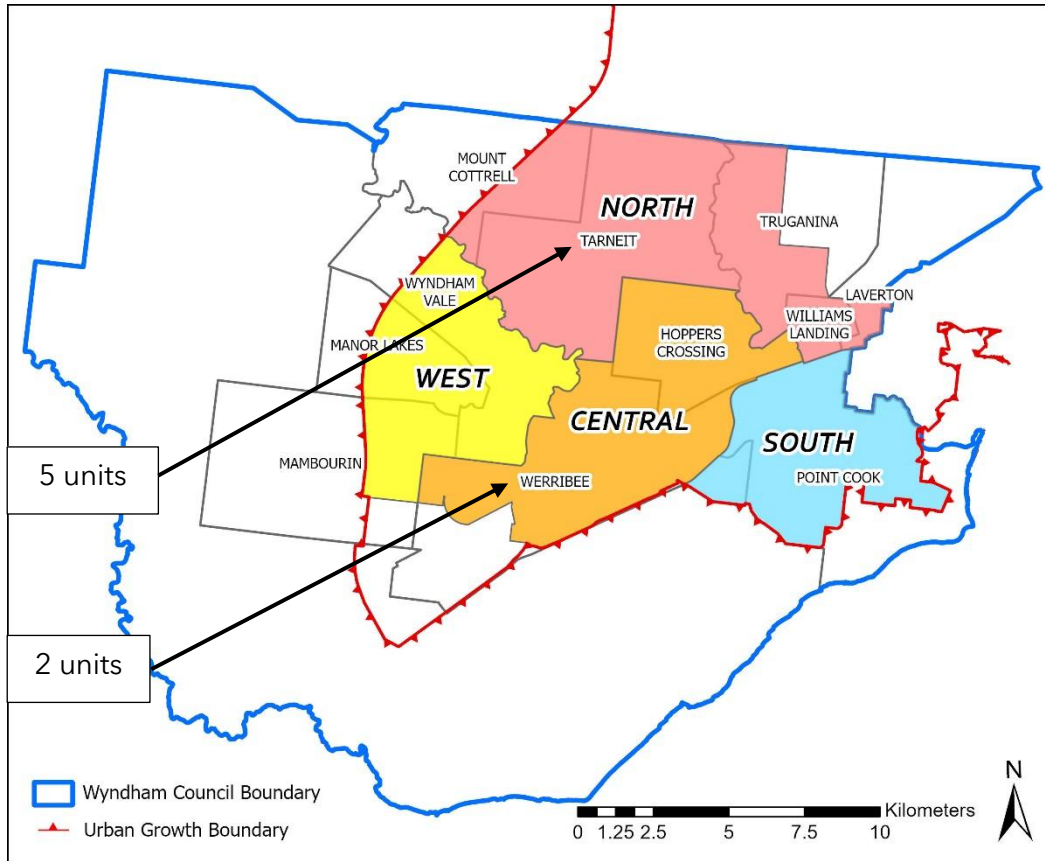 MOUNT
COTTRELL
NORTH
TRUGANINA
TARNEIT
WYNDHAM
VALE
LAVERTON
WILLIAMS
LANDING
HOPPERS
CROSSING
MANOR LAKES
WEST
CENTRAL
SOUTH
5 units
MAMBOURIN
WERRIBEE
POINT COOK
2 units
N
Wyndham Council Boundary
Urban Growth Boundary
Kilometers
0 1.25 2.5 5 7.5 10